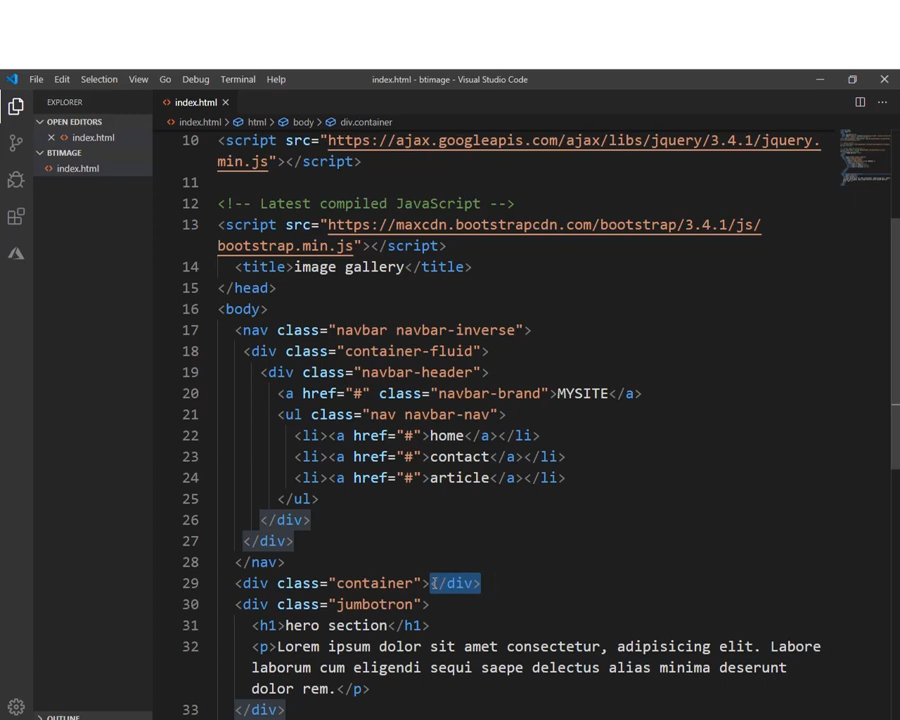 File Edit Selection View Go Debug Terminal Help index.html - btimage - Visual Studio Code
EXPLORER
OPEN EDITORS
index.html
BTIMAGE
index.html
OUTLINE
index.html
index.html > html > body > div.container
10 <script src="https://ajax.googleapis.com/ajax/libs/jquery/3.4.1/jquery.
min.js"></script>
11
12 <!-- Latest compiled JavaScript -->
13 <script src="https://maxcdn.bootstrapcdn.com/bootstrap/3.4.1/js/
bootstrap.min.js"></script>
14 <title>image gallery</title>
15 </head>
16 <body>
17 <nav class="navbar navbar-inverse">
18 <div class="container-fluid">
19 <div class="navbar-header">
20 <a href="#" class="navbar-brand">MYSITE</a>
21 <ul class="nav navbar-nav">
22 <li><a href="#">home</a></li>
23 <li><a href="#">contact</a></li>
24 <li><a href="#">article</a></li>
25 </ul>
26 </div>
27 </div>
28 </nav>
29 <div class="container"></div>
30 <div class="jumbotron">
31 <h1>hero section</h1>
32 <p>Lorem ipsum dolor sit amet consectetur, adipisicing elit. Labore
laborum cum eligendi sequi saepe delectus alias minima deserunt
dolor rem.</p>
33 </div>